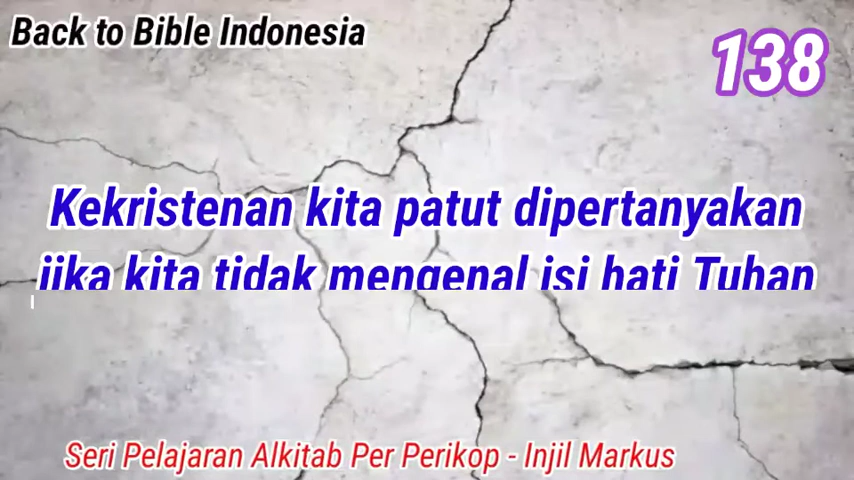 Back to Bible Indonesia
138
Kekristenan kita patut dipertanyakan
jika kita tidak mengenal isi hati Tuhan
Seri Pelajaran Alkitab Per Perikop - Injil Markus